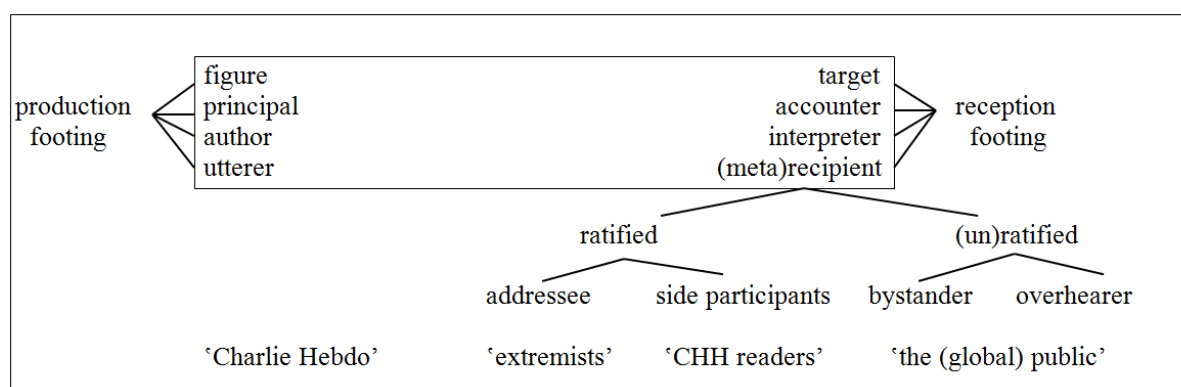 figure target
production principal accounter reception
footing author interpreter footing
utterer (meta)recipient
ratified (un)ratified
addressee side participants bystander overhearer
‘Charlie Hebdo’ ‘extremists’ ‘CHH readers’ ‘the (global) public’